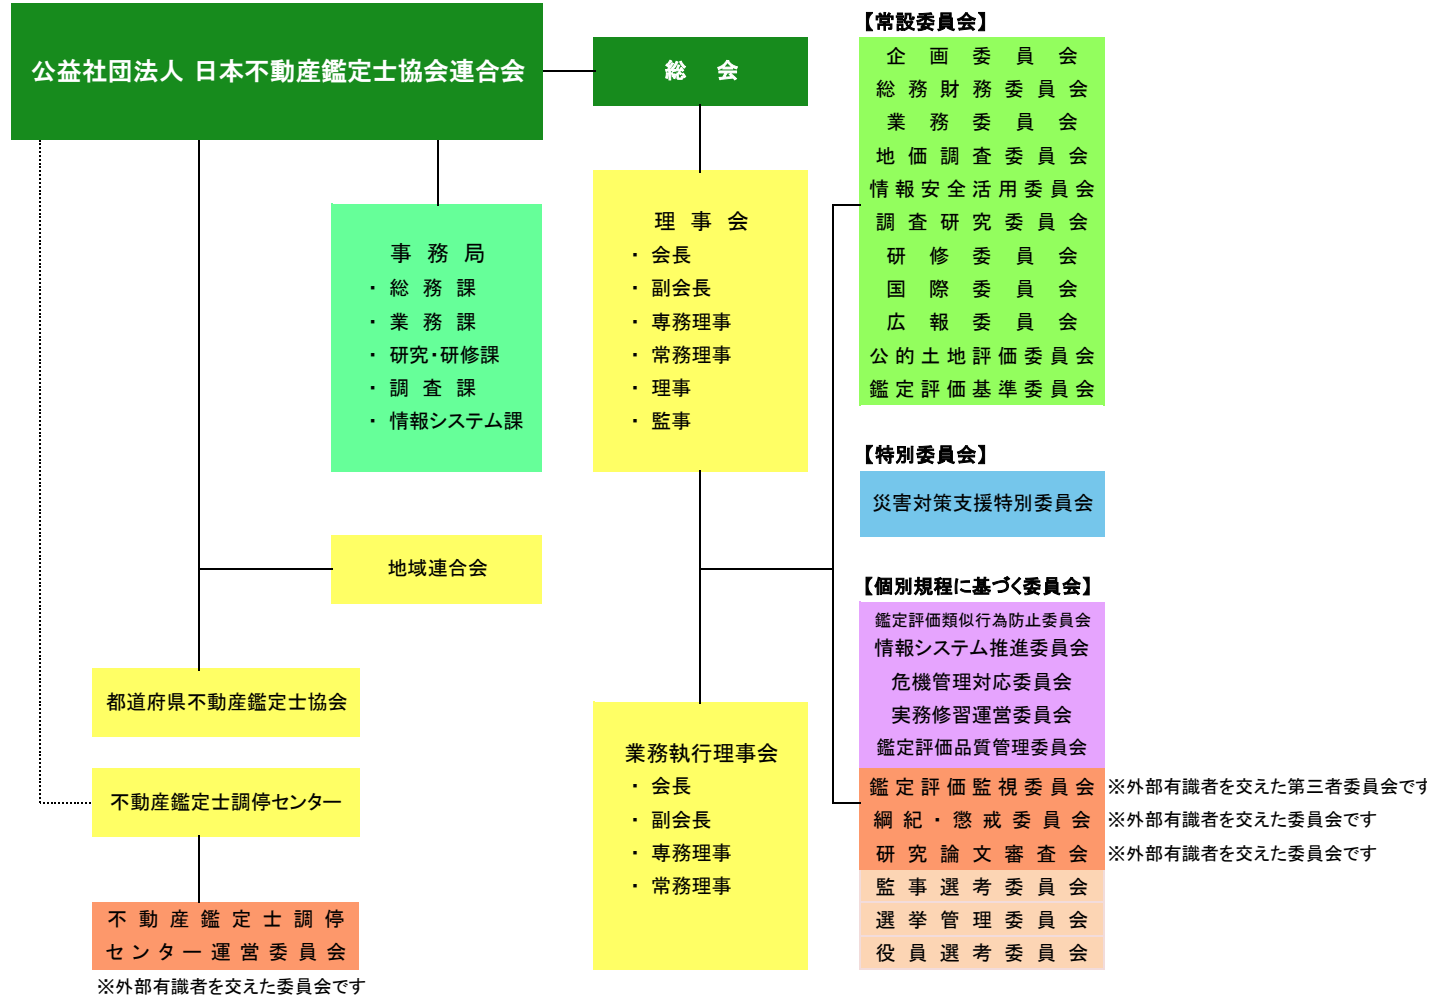 公益社団法人 日本不動産鑑定士協会連合会
総 会
事 務 局
・ 総 務 課
・ 業 務 課
・ 研究・研修課
・ 調 査 課
・ 情報システム課
理 事 会
・ 会長
・ 副会長
・ 専務理事
・ 常務理事
・ 理事
・ 監事
地域連合会
都道府県不動産鑑定士協会
不動産鑑定士調停センター
不動産鑑定士調停
センター運営委員会
※外部有識者を交えた委員会です
業務執行理事会
・ 会長
・ 副会長
・ 専務理事
・ 常務理事
【常設委員会】
企画委員会
総務財務委員会
業務委員会
地価調査委員会
情報安全活用委員会
調査研究委員会
研修委員会
国際委員会
広報委員会
公的土地評価委員会
鑑定評価基準委員会
【特別委員会】
災害対策支援特別委員会
【個別規程に基づく委員会】
鑑定評価類似行為防止委員会
情報システム推進委員会
危機管理対応委員会
実務修習運営委員会
鑑定評価品質管理委員会
鑑定評価監視委員会 ※外部有識者を交えた第三者委員会です
綱紀・懲戒委員会 ※外部有識者を交えた委員会です
研究論文審査会 ※外部有識者を交えた委員会です
監事選考委員会
選挙管理委員会
役員選考委員会